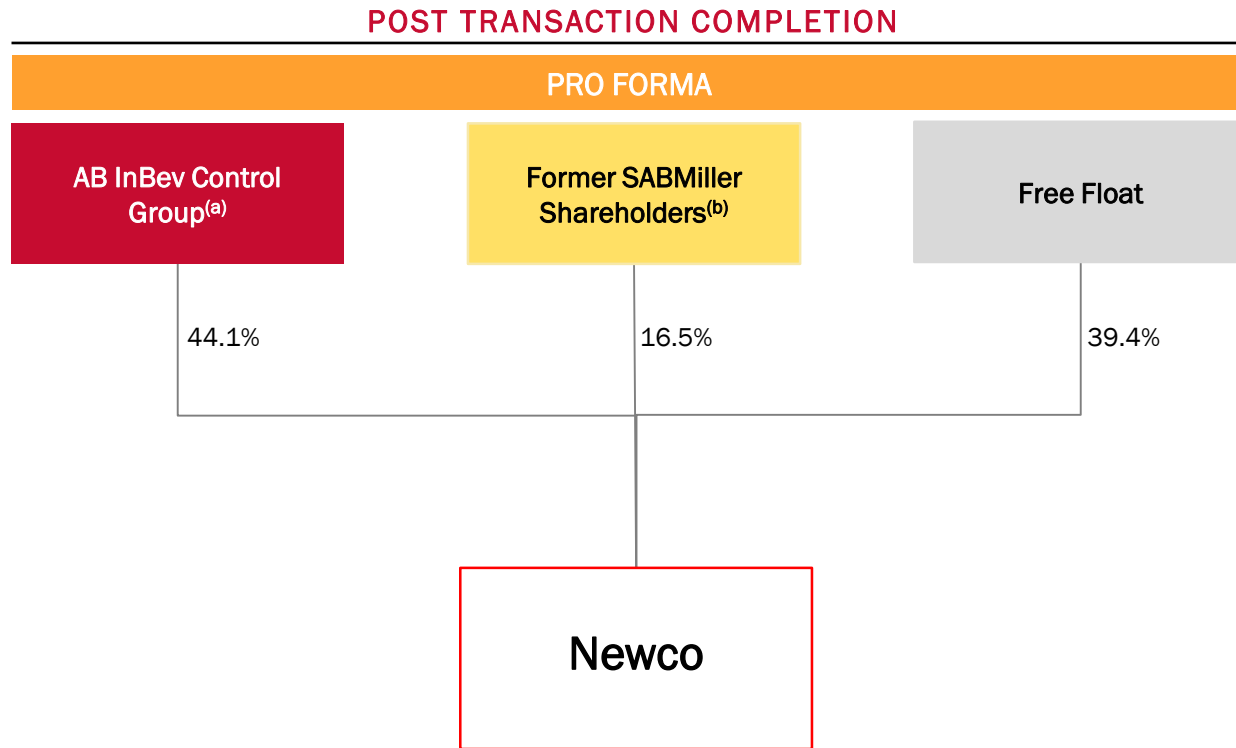 POST TRANSACTION COMPLETION
PRO FORMA
AB InBev Control
Group(a)
Former SABMiller
Shareholders(b)
Free Float
44.1%
16.5%
39.4%
Newco